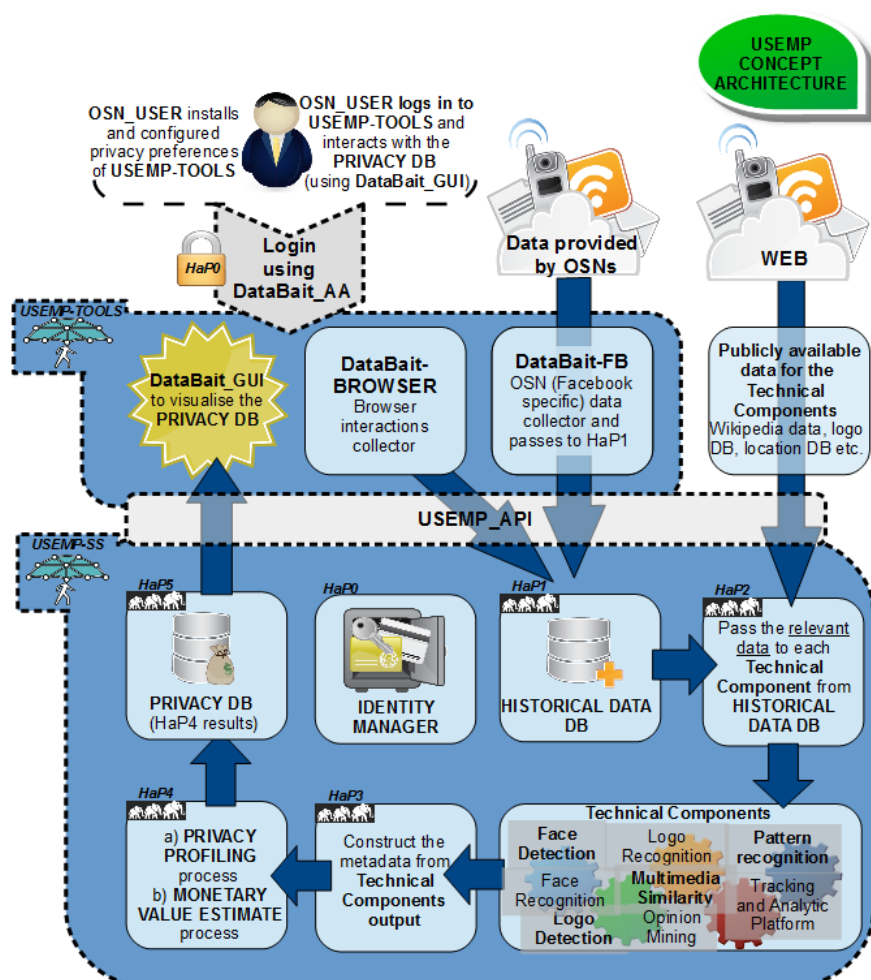 USEMP
CONCEPT
ARCHITECTURE
OSN_USER installs
and configured
privacy preferences
of USEMP-TOOLS
OSN_USER logs in to
USEMP-TOOLS and
interacts with the
PRIVACY DB
(using DataBait_GUI)
HaP0
Login
using
DataBait_AA
Data provided
by OSNs
WEB
USEMP-TOOLS
DataBait_GUI
to visualise the
PRIVACY DB
DataBait-
BROWSER
Browser
interactions
collector
DataBait-FB
OSN (Facebook
specific) data
collector and
passes to HaP1
Publicly available
data for the
Technical
Components
Wikipedia data, logo
DB, location DB etc.
USEMP_API
USEMP-SS
HaP5
PRIVACY DB
(HaP4 results)
HaP0
IDENTITY
MANAGER
HaP1
HISTORICAL DATA
DB
HaP2
Pass the relevant
data to each
Technical
Component from
HISTORICAL
DATA DB
HaP4
a) PRIVACY
PROFILING
process
b) MONETARY
VALUE ESTIMATE
process
HaP3
Construct the
metadata from
Technical
Components
output
Technical Components
Face
Detection
Logo
Recognition
Pattern
recognition
Face
Recognition
Multimedia
Similarity
Tracking
and Analytic
Platform
Logo
Detection
Opinion
Mining